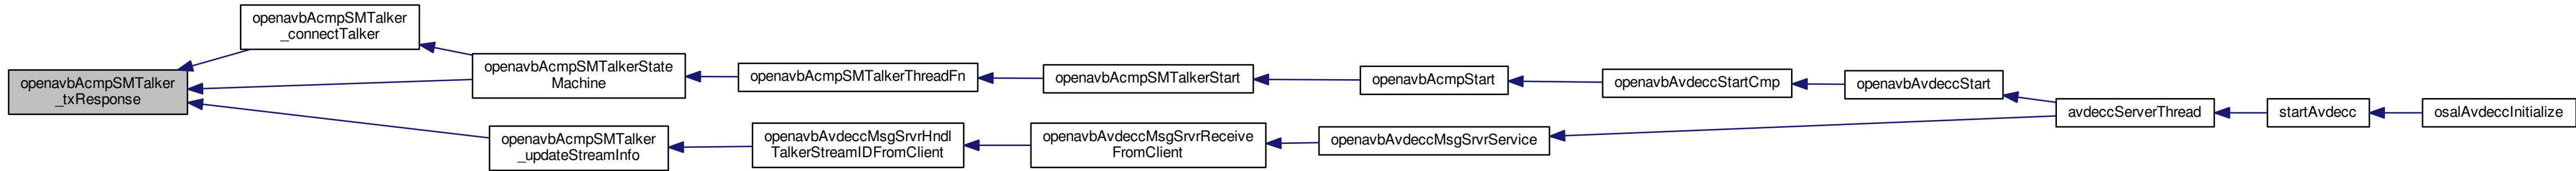 openavbAcmpSMTalker
_txResponse
openavbAcmpSMTalker
_connectTalker
openavbAcmpSMTalkerState
Machine
openavbAcmpSMTalkerThreadFn
openavbAcmpSMTalkerStart
openavbAcmpStart
openavbAvdeccStartCmp
openavbAvdeccStart
avdeccServerThread
startAvdecc
osalAvdeccInitialize
openavbAcmpSMTalker
_updateStreamInfo
openavbAvdeccMsgSrvrHndl
TalkerStreamIDFromClient
openavbAvdeccMsgSrvrReceive
FromClient
openavbAvdeccMsgSrvrService